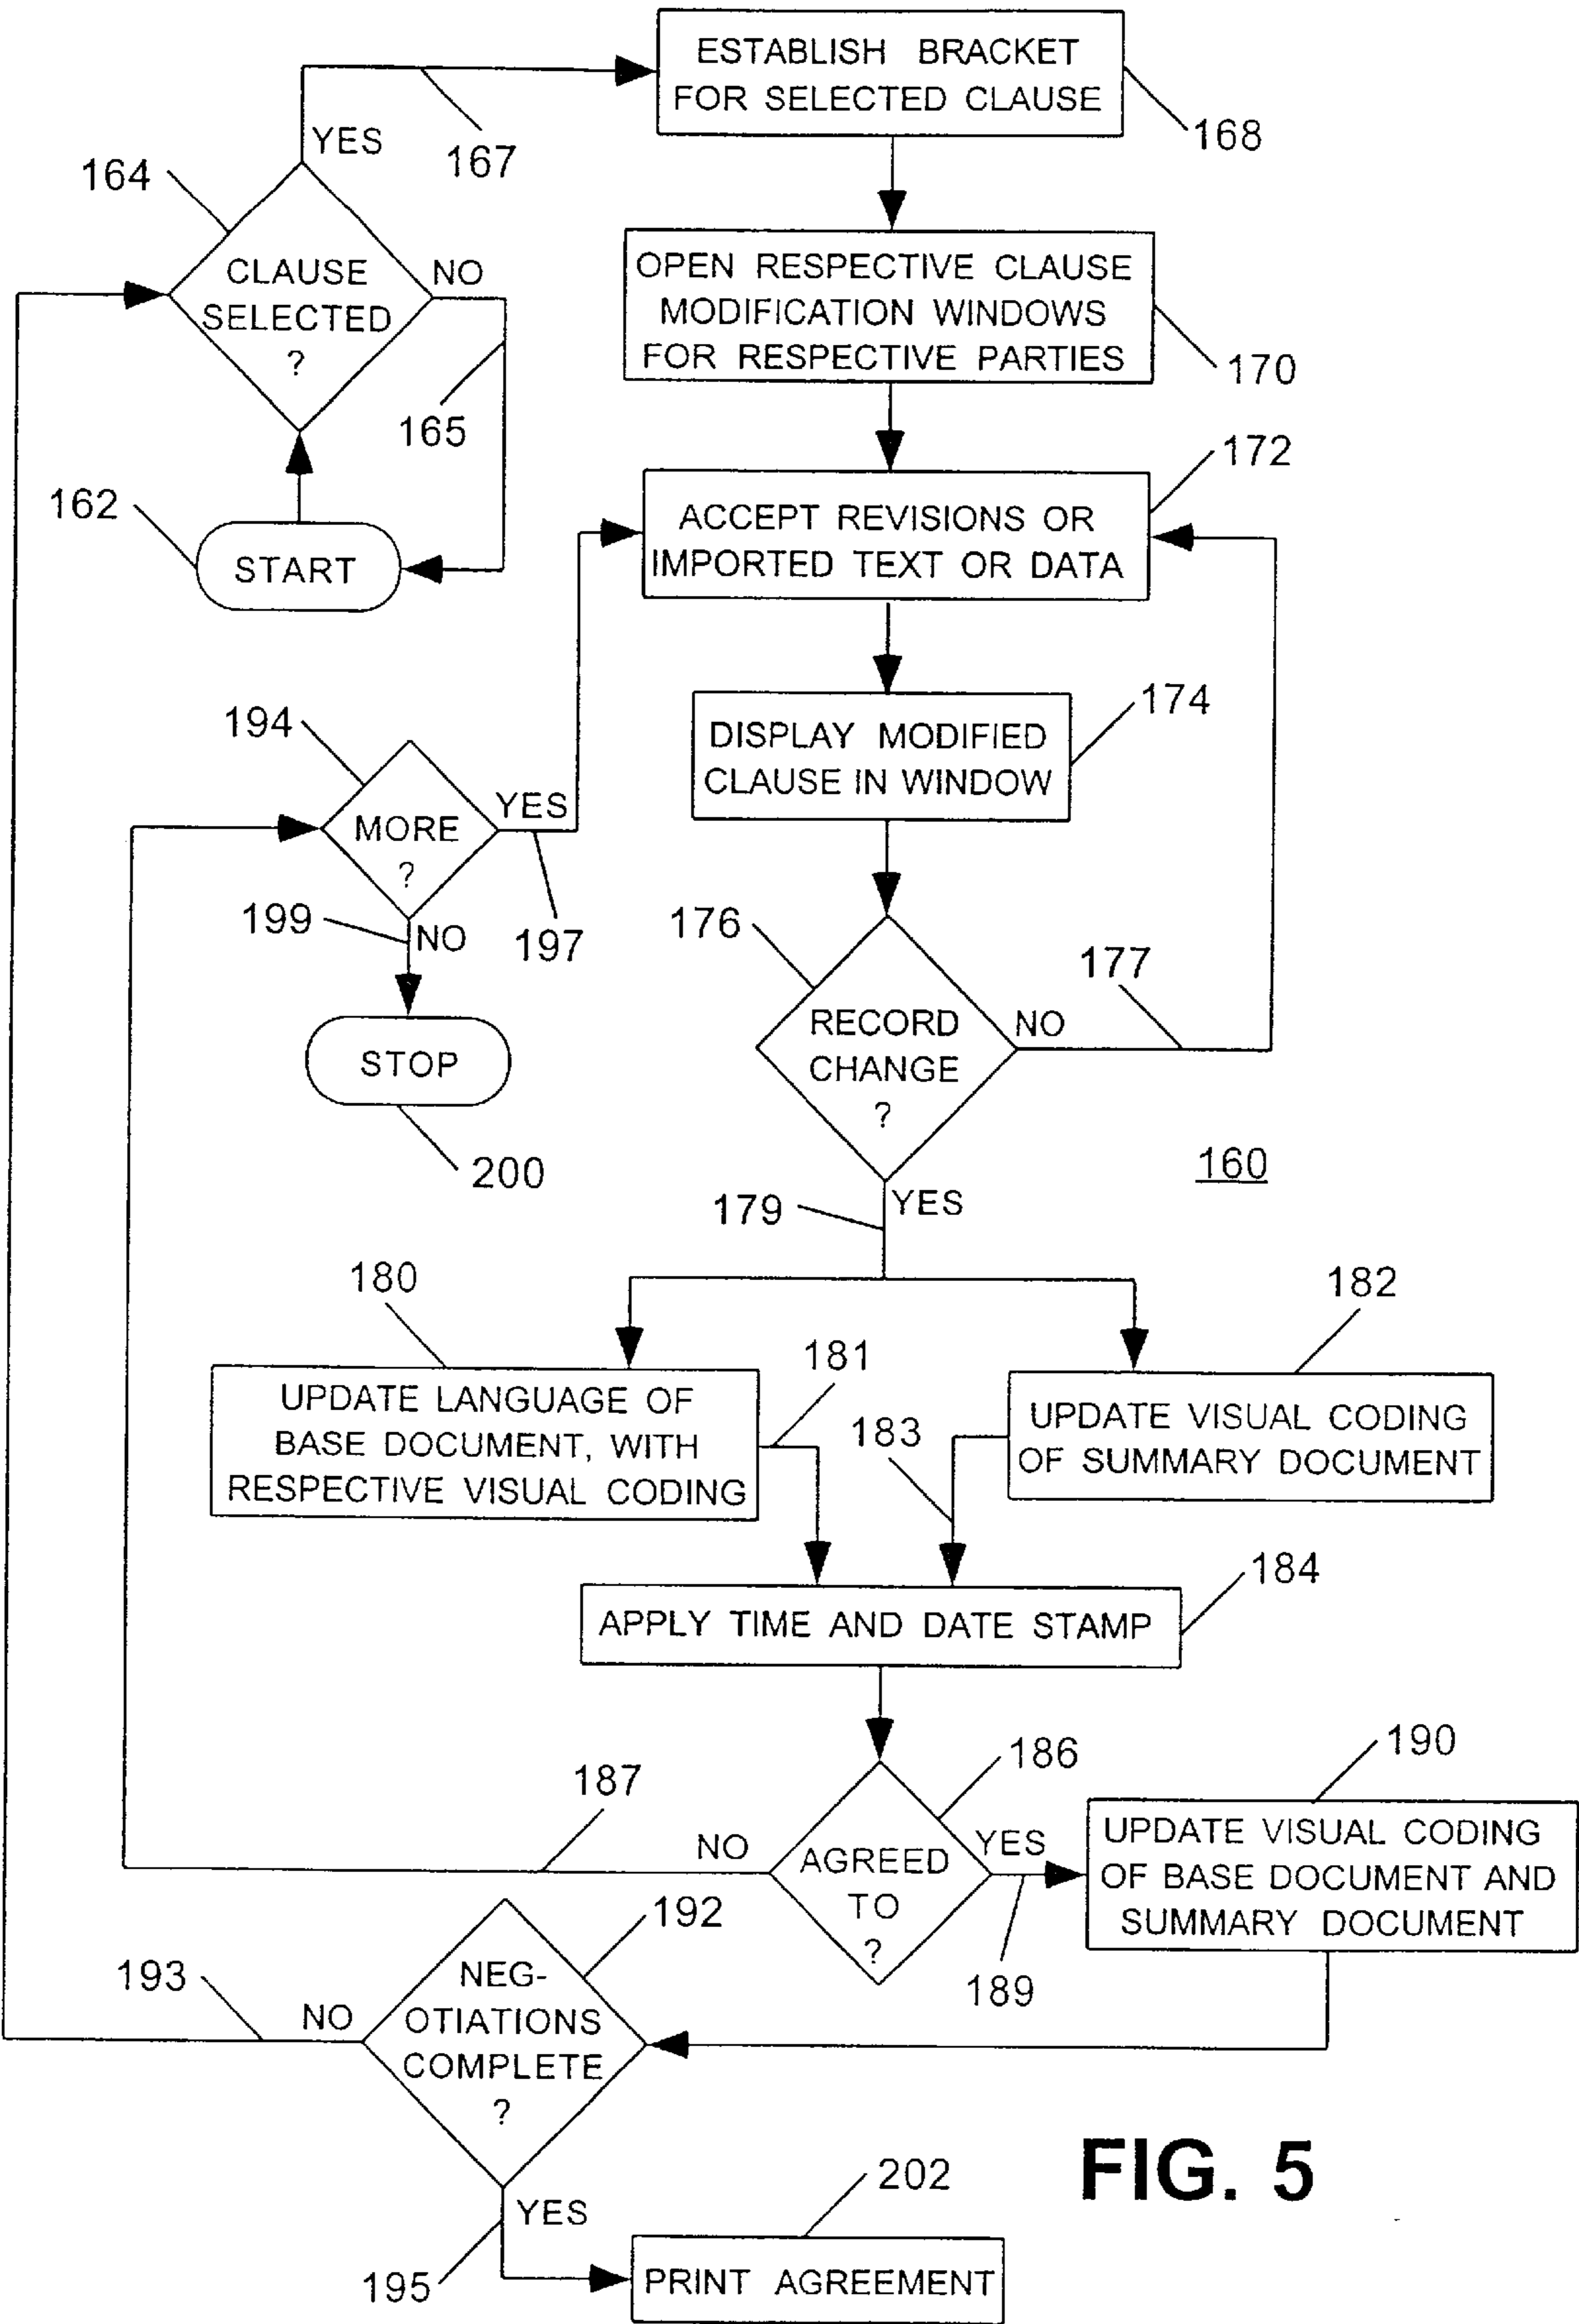 ESTABLISH BRACKET
FOR SELECTED CLAUSE
168
YES
167
164
CLAUSE
SELECTED
?
NO
165
162
START
OPEN RESPECTIVE CLAUSE
MODIFICATION WINDOWS
FOR RESPECTIVE PARTIES
170
172
ACCEPT REVISIONS OR
IMPORTED TEXT OR DATA
174
DISPLAY MODIFIED
CLAUSE IN WINDOW
194
MORE
?
YES
197
199
NO
STOP
200
176
RECORD
CHANGE
?
NO
177
160
179
YES
180
UPDATE LANGUAGE OF
BASE DOCUMENT, WITH
RESPECTIVE VISUAL CODING
181
182
UPDATE VISUAL CODING
OF SUMMARY DOCUMENT
183
184
APPLY TIME AND DATE STAMP
186
AGREED
TO
?
NO
187
YES
189
190
UPDATE VISUAL CODING
OF BASE DOCUMENT AND
SUMMARY DOCUMENT
192
NEG-
OTIATIONS
COMPLETE
?
NO
193
YES
195
202
PRINT AGREEMENT
FIG. 5